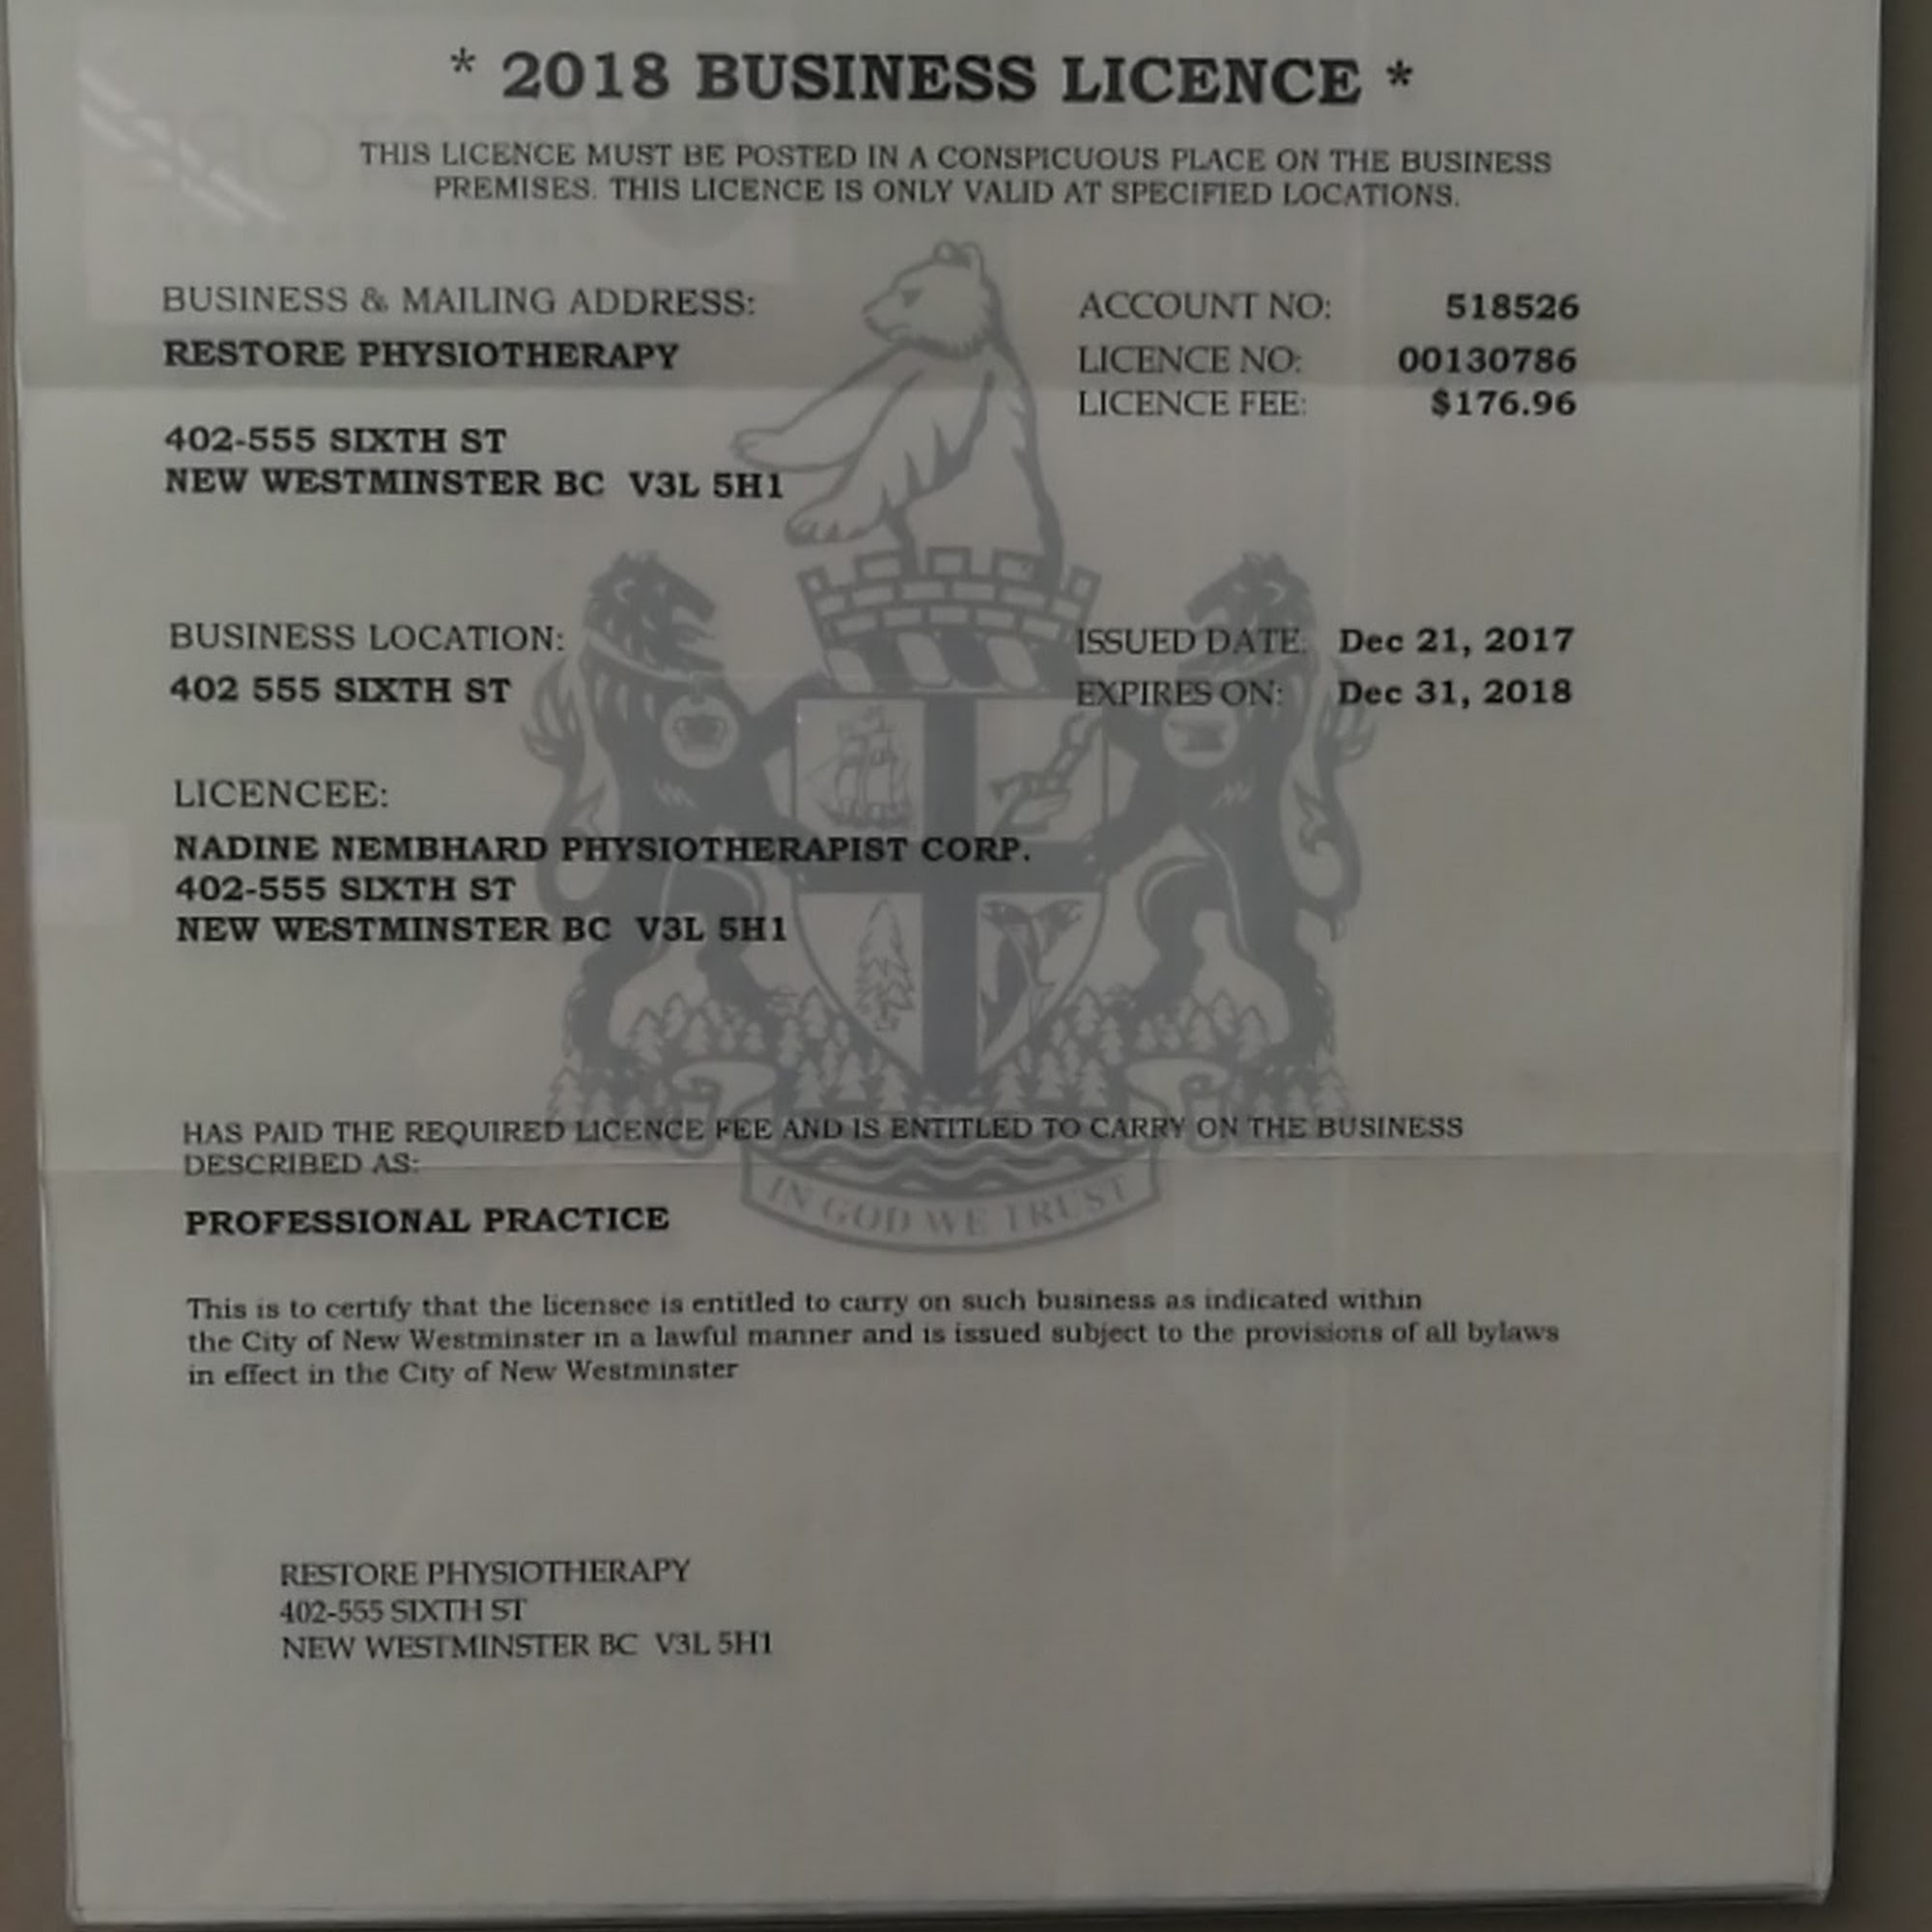 * 2018 BUSINESS LICENCE *
THIS LICENCE MUST BE POSTED IN A CONSPICUOUS PLACE ON THE BUSINESS
PREMISES. THIS LICENCE IS ONLY VALID AT SPECIFIED LOCATIONS.
BUSINESS & MAILING ADDRESS:
RESTORE PHYSIOTHERAPY
402-555 SIXTH ST
NEW WESTMINSTER BC V3L 5H1
ACCOUNT NO: 518526
LICENCE NO: 00130786
LICENCE FEE: $176.96
BUSINESS LOCATION:
402 555 SIXTH ST
ISSUED DATE: Dec 21, 2017
EXPIRES ON: Dec 31, 2018
LICENCEE:
NADINE NEMBHARD PHYSIOTHERAPIST CORP.
402-555 SIXTH ST
NEW WESTMINSTER BC V3L 5H1
HAS PAID THE REQUIRED LICENCE FEE AND IS ENTITLED TO CARRY ON THE BUSINESS
DESCRIBED AS:
IN GOD WE TRUST
PROFESSIONAL PRACTICE
This is to certify that the licensee is entitled to carry on such business as indicated within
the City of New Westminster in a lawful manner and is issued subject to the provisions of all bylaws
in effect in the City of New Westminster
RESTORE PHYSIOTHERAPY
402-555 SIXTH ST
NEW WESTMINSTER BC V3L 5H1